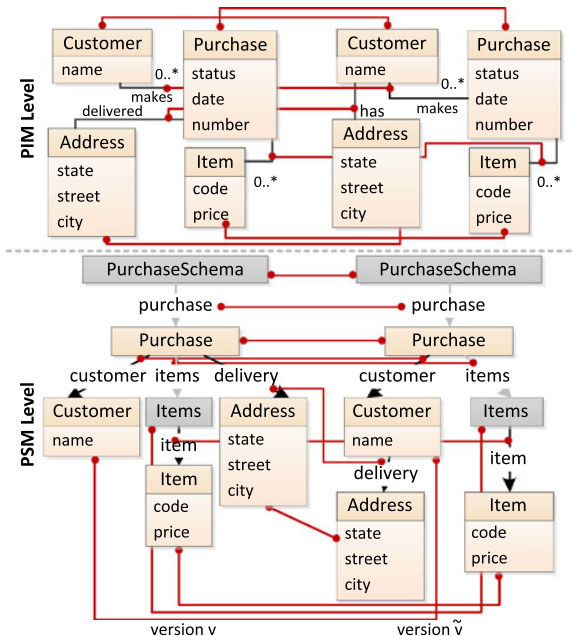 Customer
name
Purchase
status
date
number
Customer
name
Purchase
status
date
number
0..*
makes
0..*
makes
delivered
has
Address
state
street
city
Item
code
price
0..*
Address
state
street
city
Item
code
price
0..*
PIM Level
PurchaseSchema
PurchaseSchema
purchase
purchase
Purchase
Purchase
customer
items
delivery
customer
items
Customer
name
Items
Address
state
street
city
Customer
name
Items
item
Item
code
price
delivery
Address
state
street
city
item
Item
code
price
PSM Level
version v
version ṽ